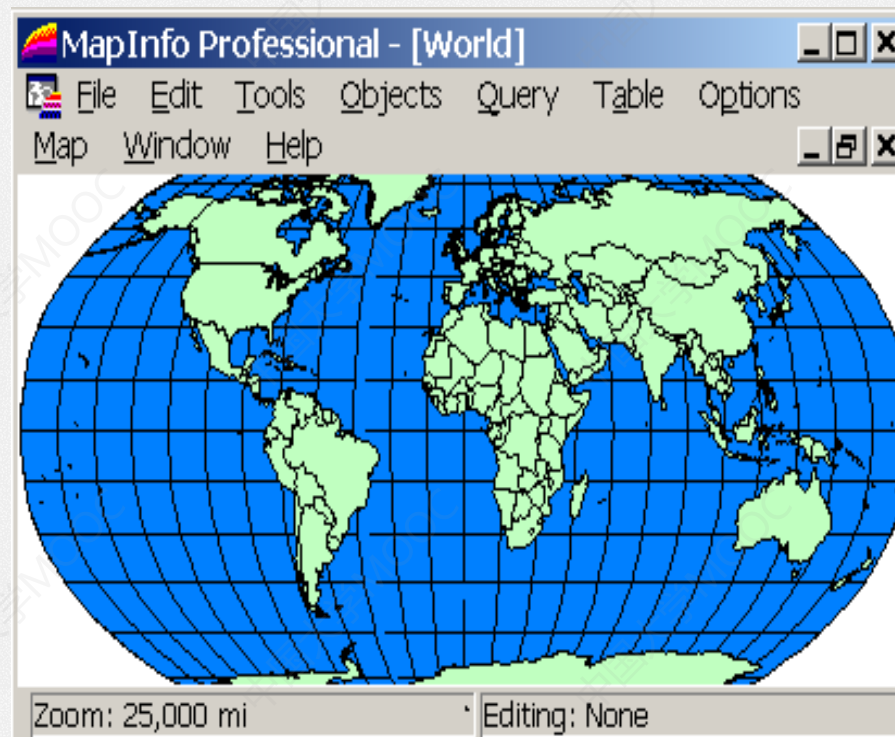 MapInfo Professional - [World]
File Edit Tools Objects Query Table Options
Map Window Help
Zoom: 25,000 mi Editing: None